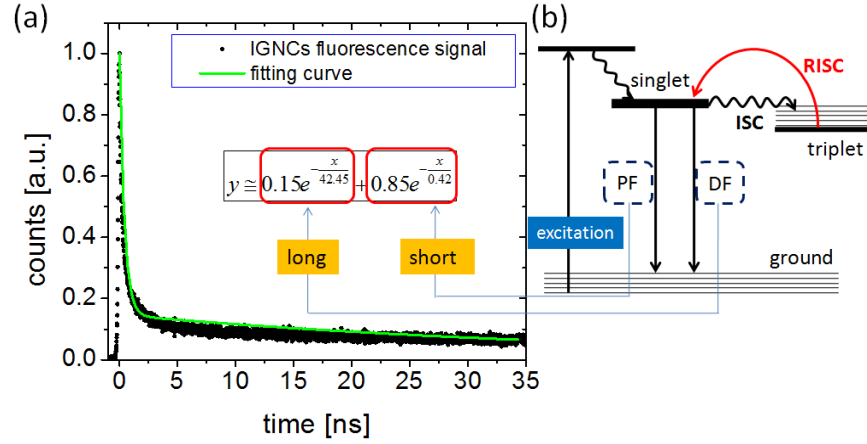 (a)
IGNCs fluorescence signal
fitting curve
counts [a.u.]
1.0
0.8
0.6
0.4
0.2
0.0
y ≅ 0.15e^{-x/42.45} + 0.85e^{-x/0.42}
long
short
0
5
10
15
20
25
30
35
time [ns]
(b)
singlet
RISC
ISC
triplet
PF
DF
excitation
ground